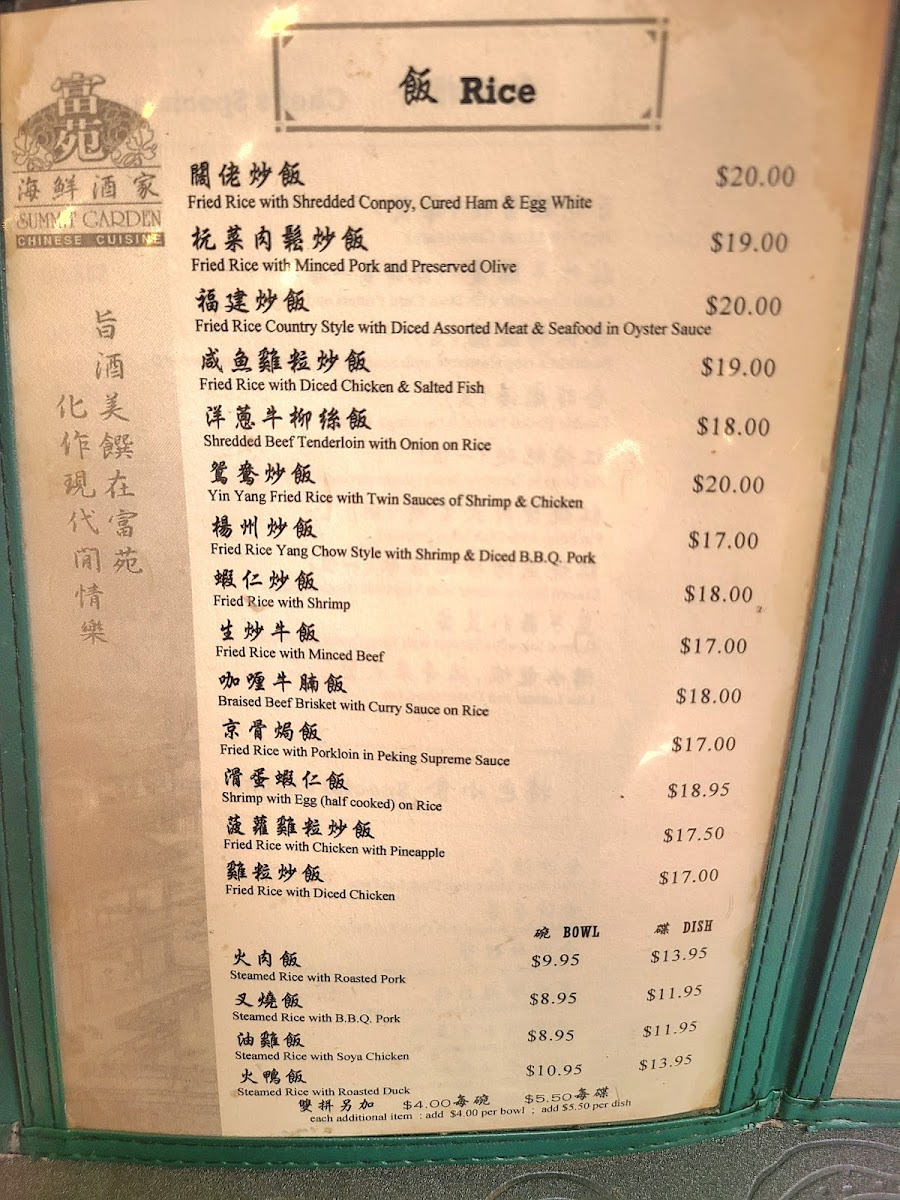 飯 Rice
富
苑
海鮮酒家
SUMMIT GARDEN
CHINESE CUISINE
旨酒美饌在富苑
化作現代閒情樂
闊佬炒飯 $20.00
Fried Rice with Shredded Conpoy, Cured Ham & Egg White
杬菜肉鬆炒飯 $19.00
Fried Rice with Minced Pork and Preserved Olive
福建炒飯 $20.00
Fried Rice Country Style with Diced Assorted Meat & Seafood in Oyster Sauce
咸魚雞粒炒飯 $19.00
Fried Rice with Diced Chicken & Salted Fish
洋蔥牛柳絲飯 $18.00
Shredded Beef Tenderloin with Onion on Rice
鴛鴦炒飯 $20.00
Yin Yang Fried Rice with Twin Sauces of Shrimp & Chicken
揚州炒飯 $17.00
Fried Rice Yang Chow Style with Shrimp & Diced B.B.Q. Pork
蝦仁炒飯 $18.00
Fried Rice with Shrimp
生炒牛飯 $17.00
Fried Rice with Minced Beef
咖喱牛腩飯 $18.00
Braised Beef Brisket with Curry Sauce on Rice
京骨焗飯 $17.00
Fried Rice with Porkloin in Peking Supreme Sauce
滑蛋蝦仁飯 $18.95
Shrimp with Egg (half cooked) on Rice
菠蘿雞粒炒飯 $17.50
Fried Rice with Chicken with Pineapple
雞粒炒飯 $17.00
Fried Rice with Diced Chicken
碗 BOWL 碟 DISH
火肉飯 $9.95 $13.95
Steamed Rice with Roasted Pork
叉燒飯 $8.95 $11.95
Steamed Rice with B.B.Q. Pork
油雞飯 $8.95 $11.95
Steamed Rice with Soya Chicken
火鴨飯 $10.95 $13.95
Steamed Rice with Roasted Duck
雙拼另加 $4.00每碗 $5.50每碟
each additional item : add $4.00 per bowl ; add $5.50 per dish